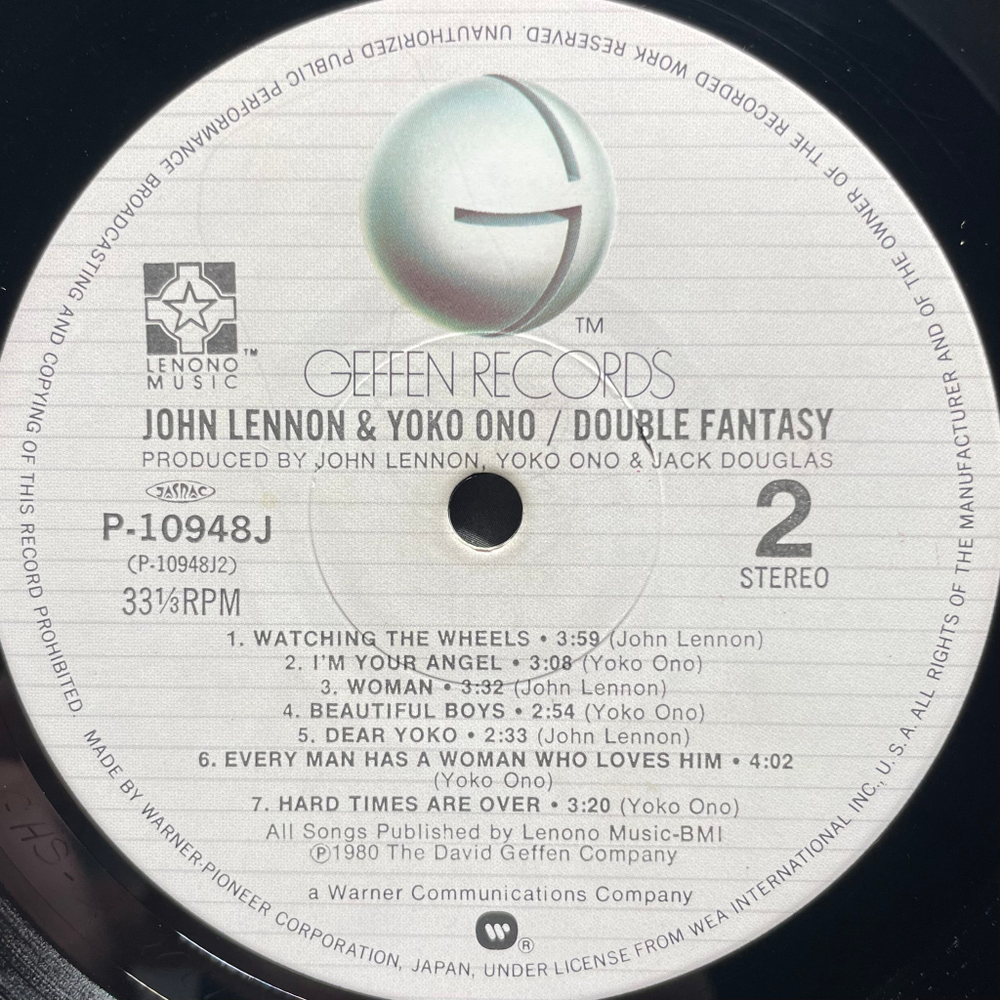 ALL RIGHTS OF THE MANUFACTURER AND OF THE OWNER OF THE RECORDED WORK RESERVED. UNAUTHORIZED PUBLIC PERFORMANCE BROADCASTING AND COPYING OF THIS RECORD PROHIBITED.
TM
GEFFEN RECORDS
TM
LENONO
MUSIC
JOHN LENNON & YOKO ONO / DOUBLE FANTASY
PRODUCED BY JOHN LENNON, YOKO ONO & JACK DOUGLAS
JASRAC
P-10948J
(P-10948J2)
33⅓RPM
2
STEREO
1. WATCHING THE WHEELS • 3:59 (John Lennon)
2. I'M YOUR ANGEL • 3:08 (Yoko Ono)
3. WOMAN • 3:32 (John Lennon)
4. BEAUTIFUL BOYS • 2:54 (Yoko Ono)
5. DEAR YOKO • 2:33 (John Lennon)
6. EVERY MAN HAS A WOMAN WHO LOVES HIM • 4:02
(Yoko Ono)
7. HARD TIMES ARE OVER • 3:20 (Yoko Ono)
All Songs Published by Lenono Music-BMI
Ⓟ1980 The David Geffen Company
a Warner Communications Company
®
MADE BY WARNER-PIONEER CORPORATION, JAPAN, UNDER LICENSE FROM WEA INTERNATIONAL INC., U.S.A.